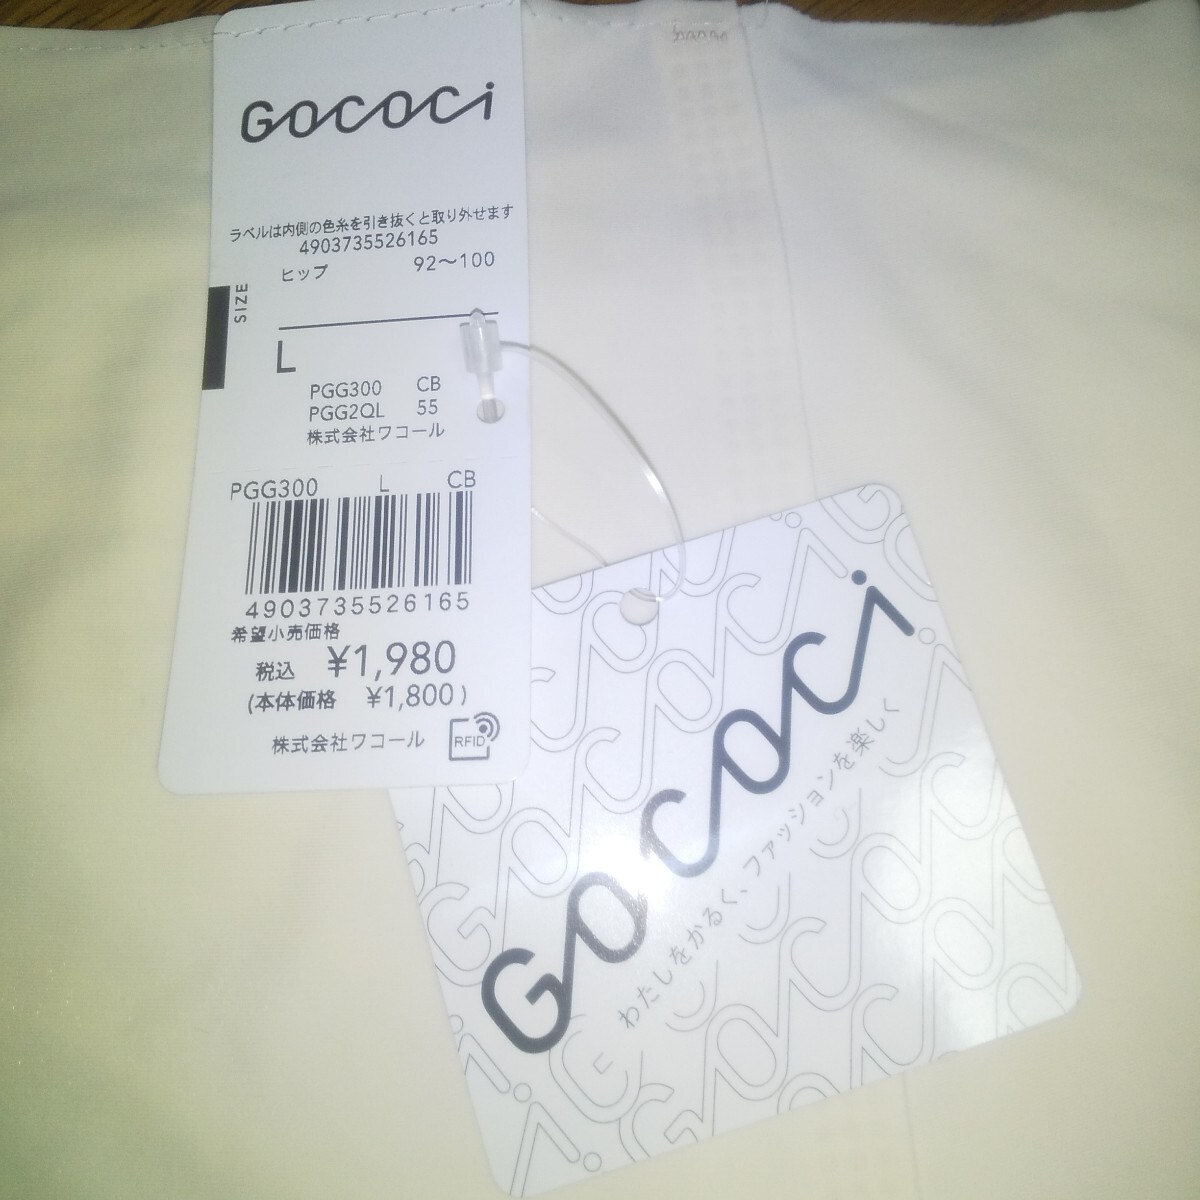 GOCOCi
ラベルは内側の色糸を引き抜くと取り外せます
4903735526165
ヒップ 92～100
SIZE
L
PGG300 CB
PGG2QL 55
株式会社ワコール
PGG300 L CB
4903735526165
希望小売価格
税込 ¥1,980
(本体価格 ¥1,800)
株式会社ワコール
RFID
GOCOCi
わたしをかるく、ファッションを楽しく